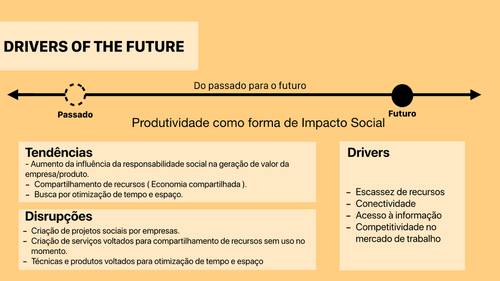 DRIVERS OF THE FUTURE
Do passado para o futuro
Passado
Futuro
Produtividade como forma de Impacto Social
Tendências
- Aumento da influência da responsabilidade social na geração de valor da
empresa/produto.
– Compartilhamento de recursos ( Economia compartilhada ).
– Busca por otimização de tempo e espaço.
Disrupções
– Criação de projetos sociais por empresas.
– Criação de serviços voltados para compartilhamento de recursos sem uso no
momento.
– Técnicas e produtos voltados para otimização de tempo e espaço
Drivers
– Escassez de recursos
– Conectividade
– Acesso à informação
– Competitividade no
mercado de trabalho